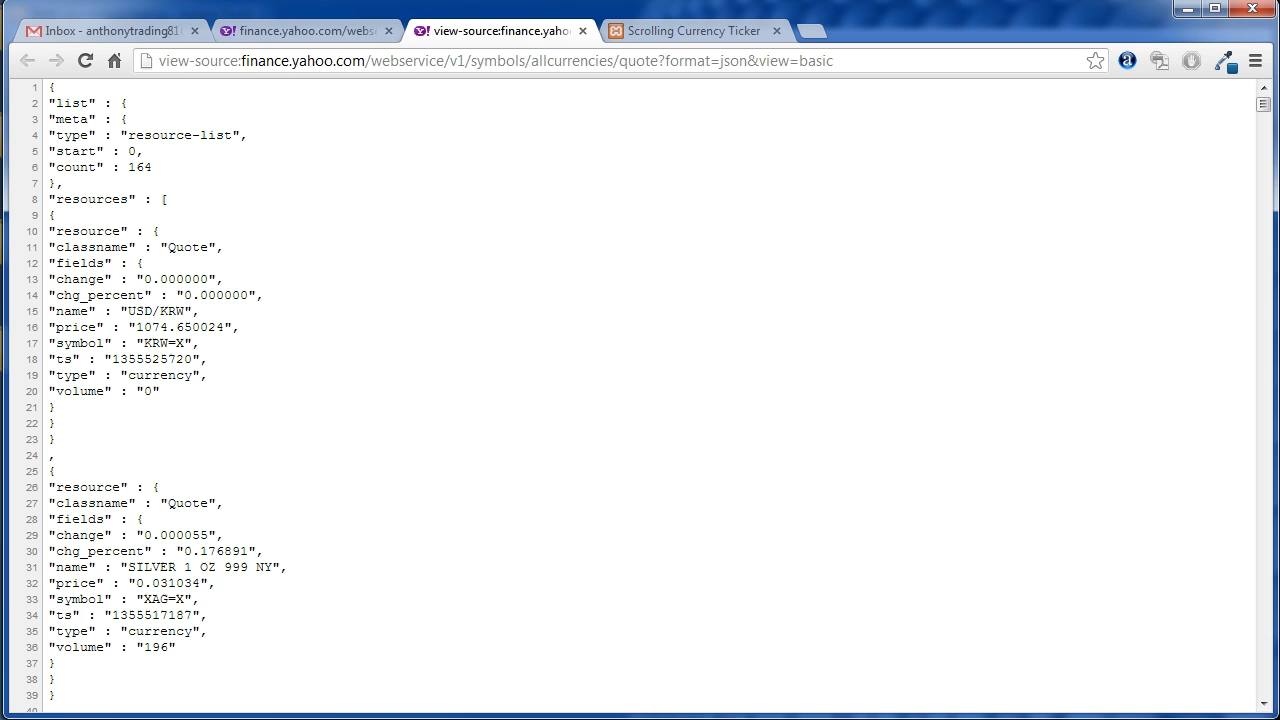 Inbox - anthonytrading81
finance.yahoo.com/webse
view-source:finance.yaho
Scrolling Currency Ticker
view-source:finance.yahoo.com/webservice/v1/symbols/allcurrencies/quote?format=json&view=basic
1 {
2 "list" : {
3 "meta" : {
4 "type" : "resource-list",
5 "start" : 0,
6 "count" : 164
7 },
8 "resources" : [
9 {
10 "resource" : {
11 "classname" : "Quote",
12 "fields" : {
13 "change" : "0.000000",
14 "chg_percent" : "0.000000",
15 "name" : "USD/KRW",
16 "price" : "1074.650024",
17 "symbol" : "KRW=X",
18 "ts" : "1355525720",
19 "type" : "currency",
20 "volume" : "0"
21 }
22 }
23 }
24 ,
25 {
26 "resource" : {
27 "classname" : "Quote",
28 "fields" : {
29 "change" : "0.000055",
30 "chg_percent" : "0.176891",
31 "name" : "SILVER 1 OZ 999 NY",
32 "price" : "0.031034",
33 "symbol" : "XAG=X",
34 "ts" : "1355517187",
35 "type" : "currency",
36 "volume" : "196"
37 }
38 }
39 }